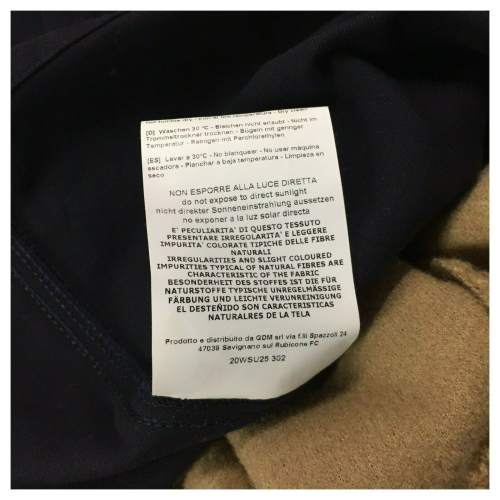 [D] Waschen 30 °C - Bleichen nicht erlaubt - Nicht im
Trommeltrockner trocknen - Bügeln mit geringer
Temperatur - Reinigen mit Perchlorethylen.
[ES] Lavar a 30°C - No blanquear - No usar máquina
secadora - Planchar a baja temperatura - Limpieza en
seco
NON ESPORRE ALLA LUCE DIRETTA
do not expose to direct sunlight
nicht direkter Sonneneinstrahlung aussetzen
no exponer a la luz solar directa
E' PECULIARITA' DI QUESTO TESSUTO
PRESENTARE IRREGOLARITA' E LEGGERE
IMPURITA' COLORATE TIPICHE DELLE FIBRE
NATURALI
IRREGULARITIES AND SLIGHT COLOURED
IMPURITIES TYPICAL OF NATURAL FIBRES ARE
CHARACTERISTIC OF THE FABRIC
BESONDERHEIT DES STOFFES IST DIE FÜR
NATURSTOFFE TYPISCHE UNREGELMÄSSIGE
FÄRBUNG UND LEICHTE VERUNREINIGUNG
EL DESTEÑIDO SON CARACTERISTICAS
NATURALRES DE LA TELA
Prodotto e distribuito da GDM srl via f.lli Spazzoli 24
47039 Savignano sul Rubicone FC
20WSU25 302